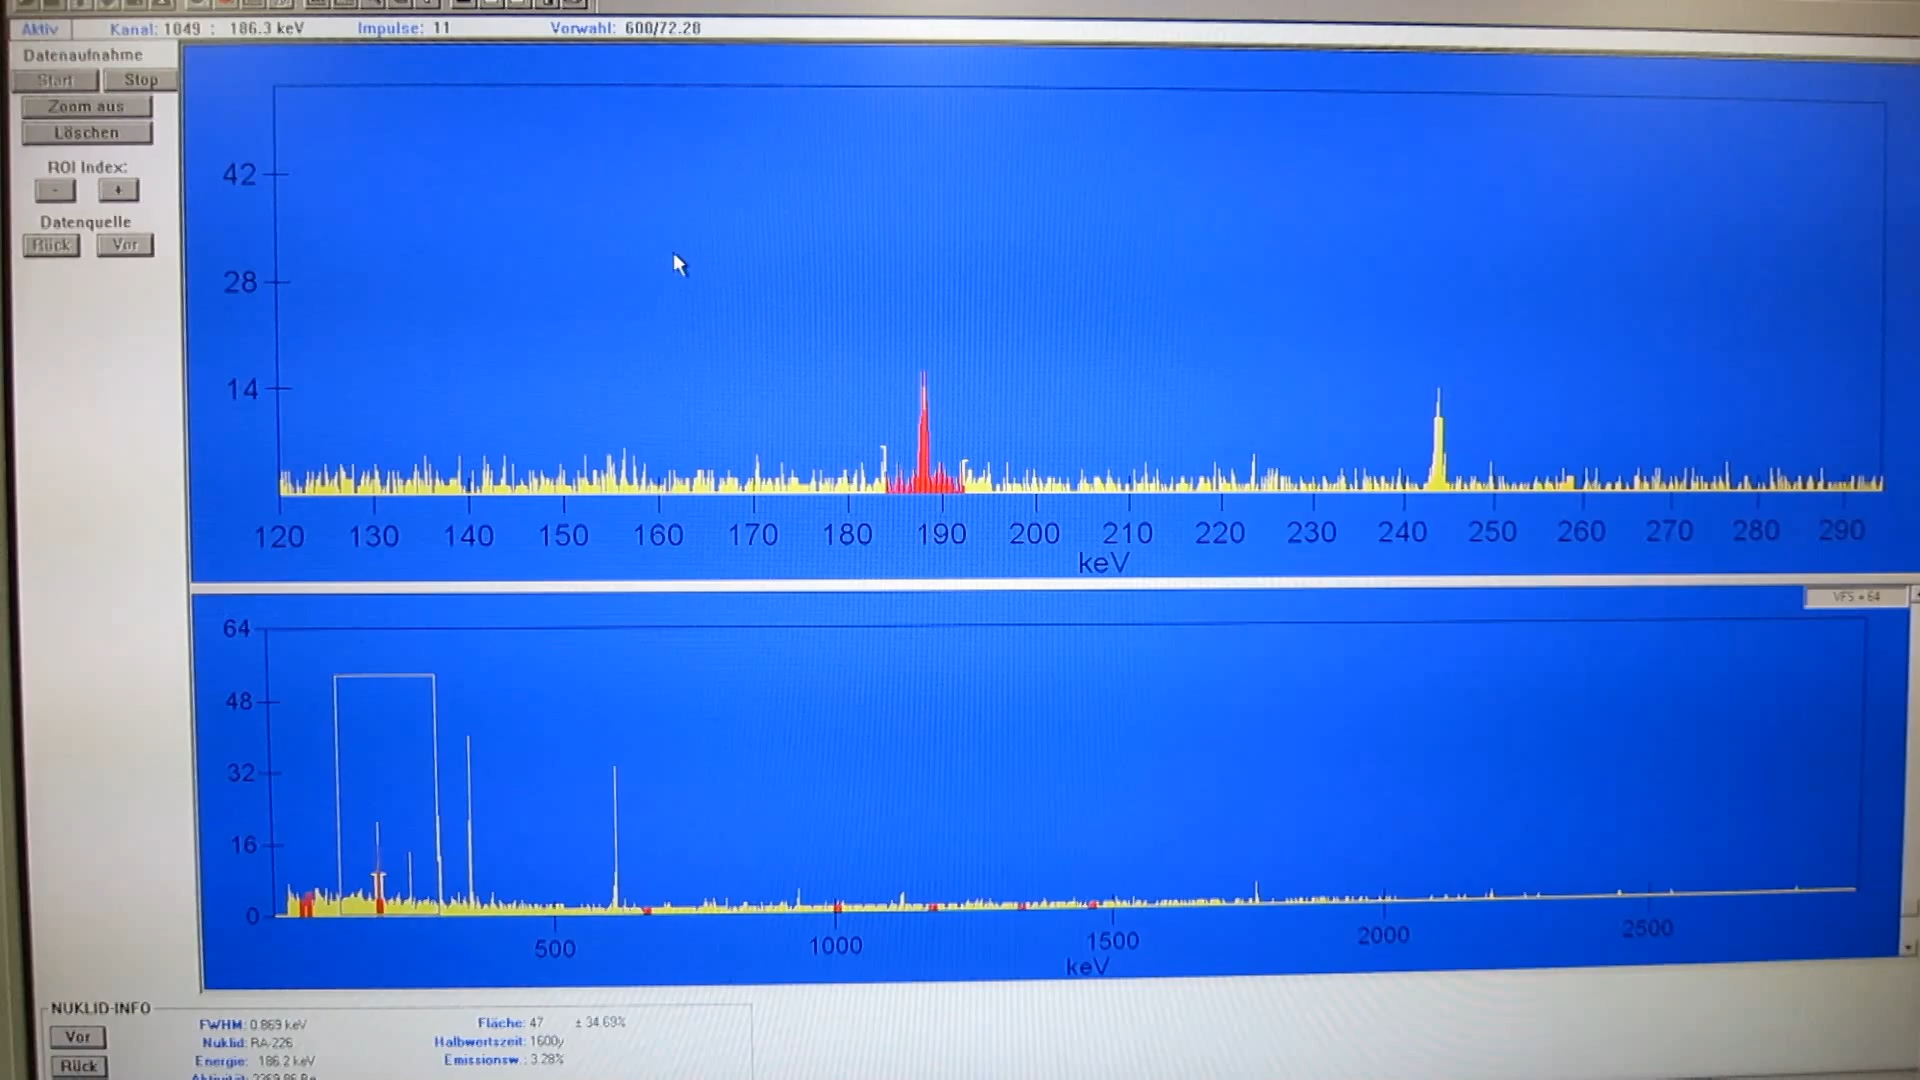 Aktiv Kanal: 1049 : 186.3 keV Impulse: 11 Vorwahl: 600/72.28
Datenaufnahme
Start Stop
Zoom aus
Löschen
ROI Index:
- +
Datenquelle
Rück Vor
42
28
14
120 130 140 150 160 170 180 190 200 210 220 230 240 250 260 270 280 290
keV
VFS = 64
64
48
32
16
0
500 1000 1500 2000 2500
keV
NUKLID-INFO
Vor
Rück
FWHM: 0.869 keV Fläche: 47 ± 34.69%
Nuklid: RA-226 Halbwertszeit: 1600y
Energie: 186.2 keV Emissionsw.: 3.28%